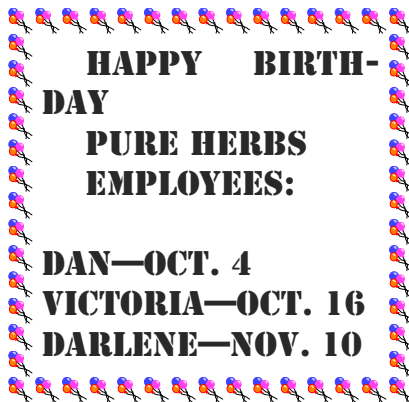 HAPPY BIRTH-
DAY
PURE HERBS
EMPLOYEES:
DAN—OCT. 4
VICTORIA—OCT. 16
DARLENE—NOV. 10